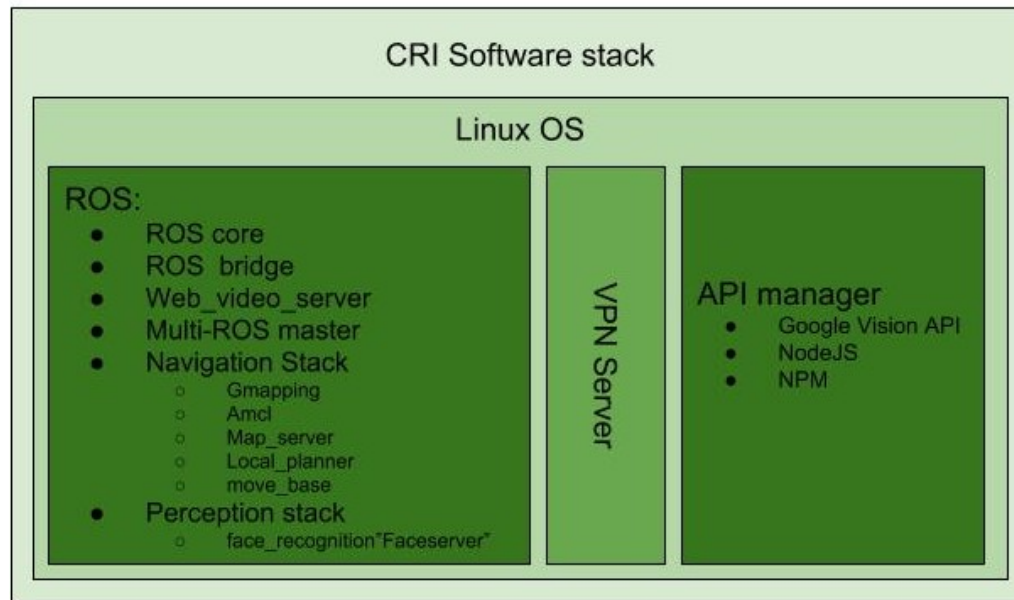 CRI Software stack
Linux OS
ROS:
● ROS core
● ROS  bridge
● Web_video_server
● Multi-ROS master
● Navigation Stack
○ Gmapping
○ Amcl
○ Map_server
○ Local_planner
○ move_base
● Perception stack
○ face_recognition”Faceserver”
VPN Server
API manager
● Google Vision API
● NodeJS
● NPM